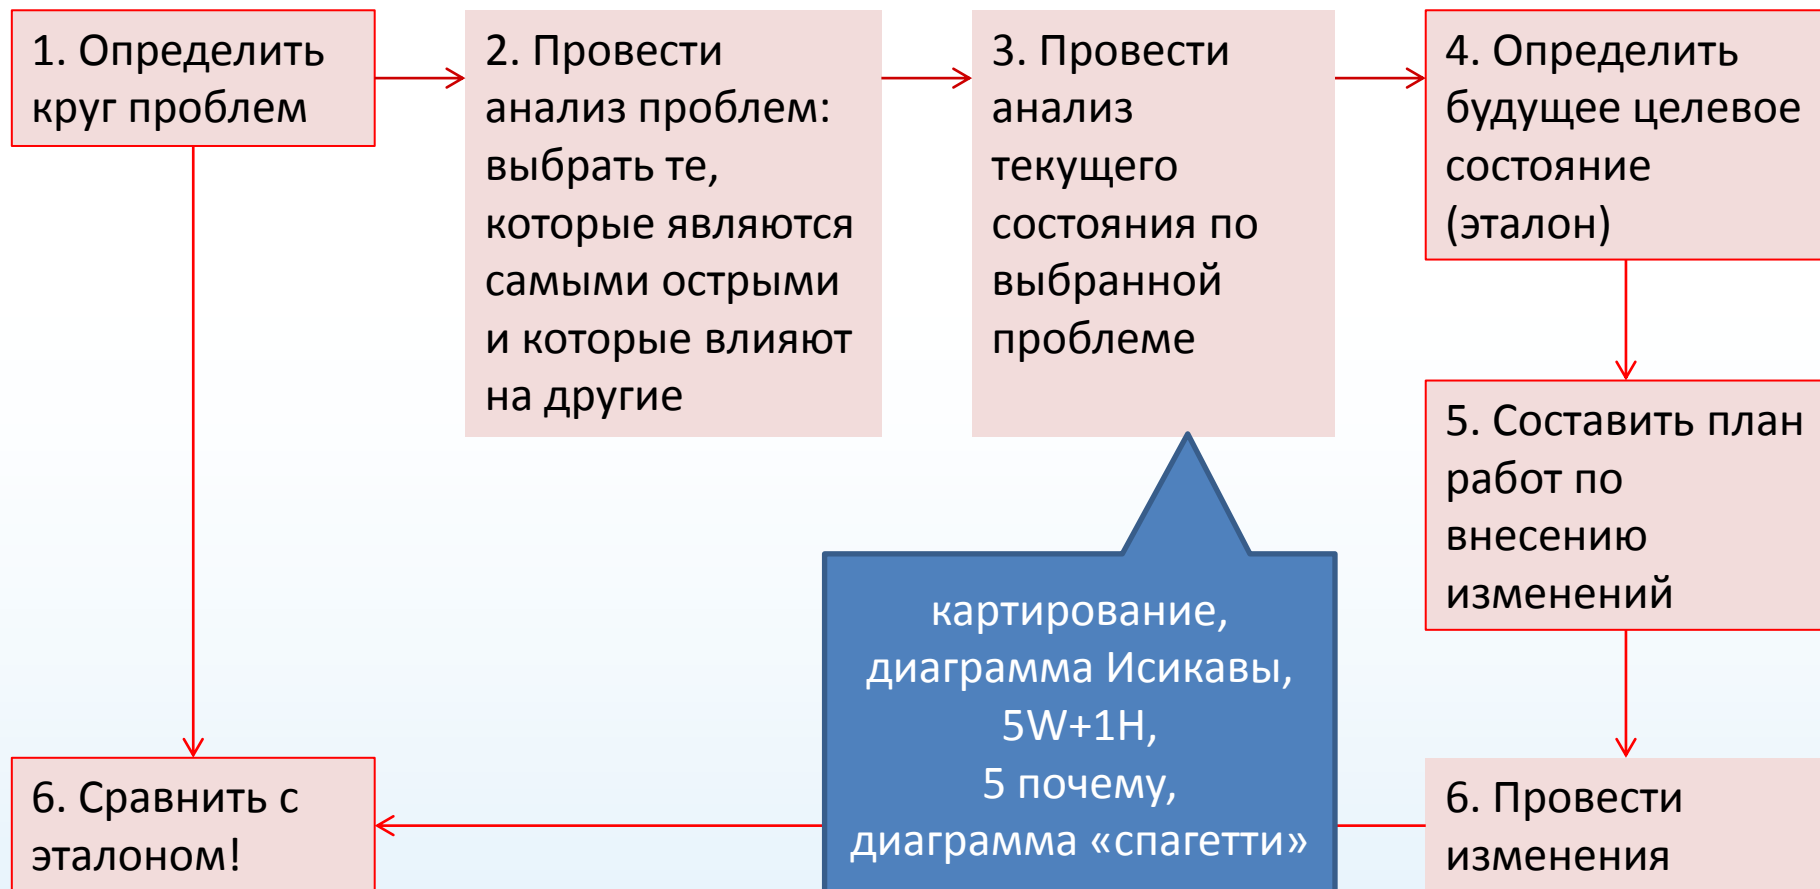 1. Определить
круг проблем
2. Провести
анализ проблем:
выбрать те,
которые являются
самыми острыми
и которые влияют
на другие
3. Провести
анализ
текущего
состояния по
выбранной
проблеме
4. Определить
будущее целевое
состояние
(эталон)
5. Составить план
работ по
внесению
изменений
картирование,
диаграмма Исикавы,
5W+1H,
5 почему,
диаграмма «спагетти»
6. Провести
изменения
6. Сравнить с
эталоном!